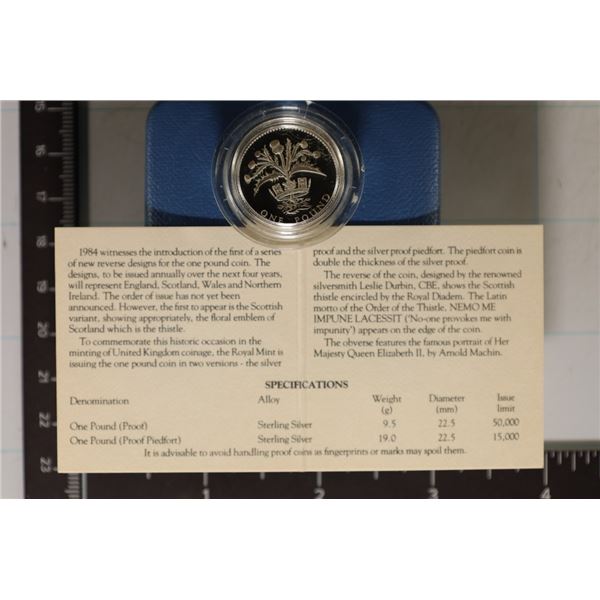 ONE POUND
1984 witnesses the introduction of the first of a series
of new reverse designs for the one pound coin. The
designs, to be issued annually over the next four years,
will represent England, Scotland, Wales and Northern
Ireland. The order of issue has not yet been
announced. However, the first to appear is the Scottish
variant, showing appropriately, the floral emblem of
Scotland which is the thistle.
To commemorate this historic occasion in the
minting of United Kingdom coinage, the Royal Mint is
issuing the one pound coin in two versions - the silver
proof and the silver proof piedfort. The piedfort coin is
double the thickness of the silver proof.
The reverse of the coin, designed by the renowned
silversmith Leslie Durbin, CBE, shows the Scottish
thistle encircled by the Royal Diadem. The Latin
motto of the Order of the Thistle, NEMO ME
IMPUNE LACESSIT ('No-one provokes me with
impunity') appears on the edge of the coin.
The obverse features the famous portrait of Her
Majesty Queen Elizabeth II, by Arnold Machin.
SPECIFICATIONS
Denomination Alloy Weight Diameter Issue
(g) (mm) limit
One Pound (Proof) Sterling Silver 9.5 22.5 50,000
One Pound (Proof Piedfort) Sterling Silver 19.0 22.5 15,000
It is advisable to avoid handling proof coins as fingerprints or marks may spoil them.
15
16
17
18
19
20
21
22
23
1 2 3 4